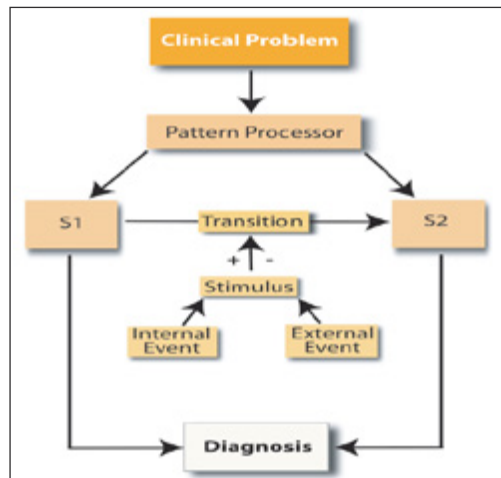 Clinical Problem
Pattern Processor
S1
Transition
S2
+ -
Stimulus
Internal
Event
External
Event
Diagnosis